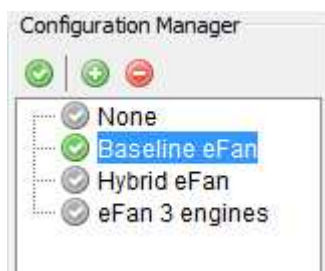 Configuration Manager
None
Baseline eFan
Hybrid eFan
eFan 3 engines